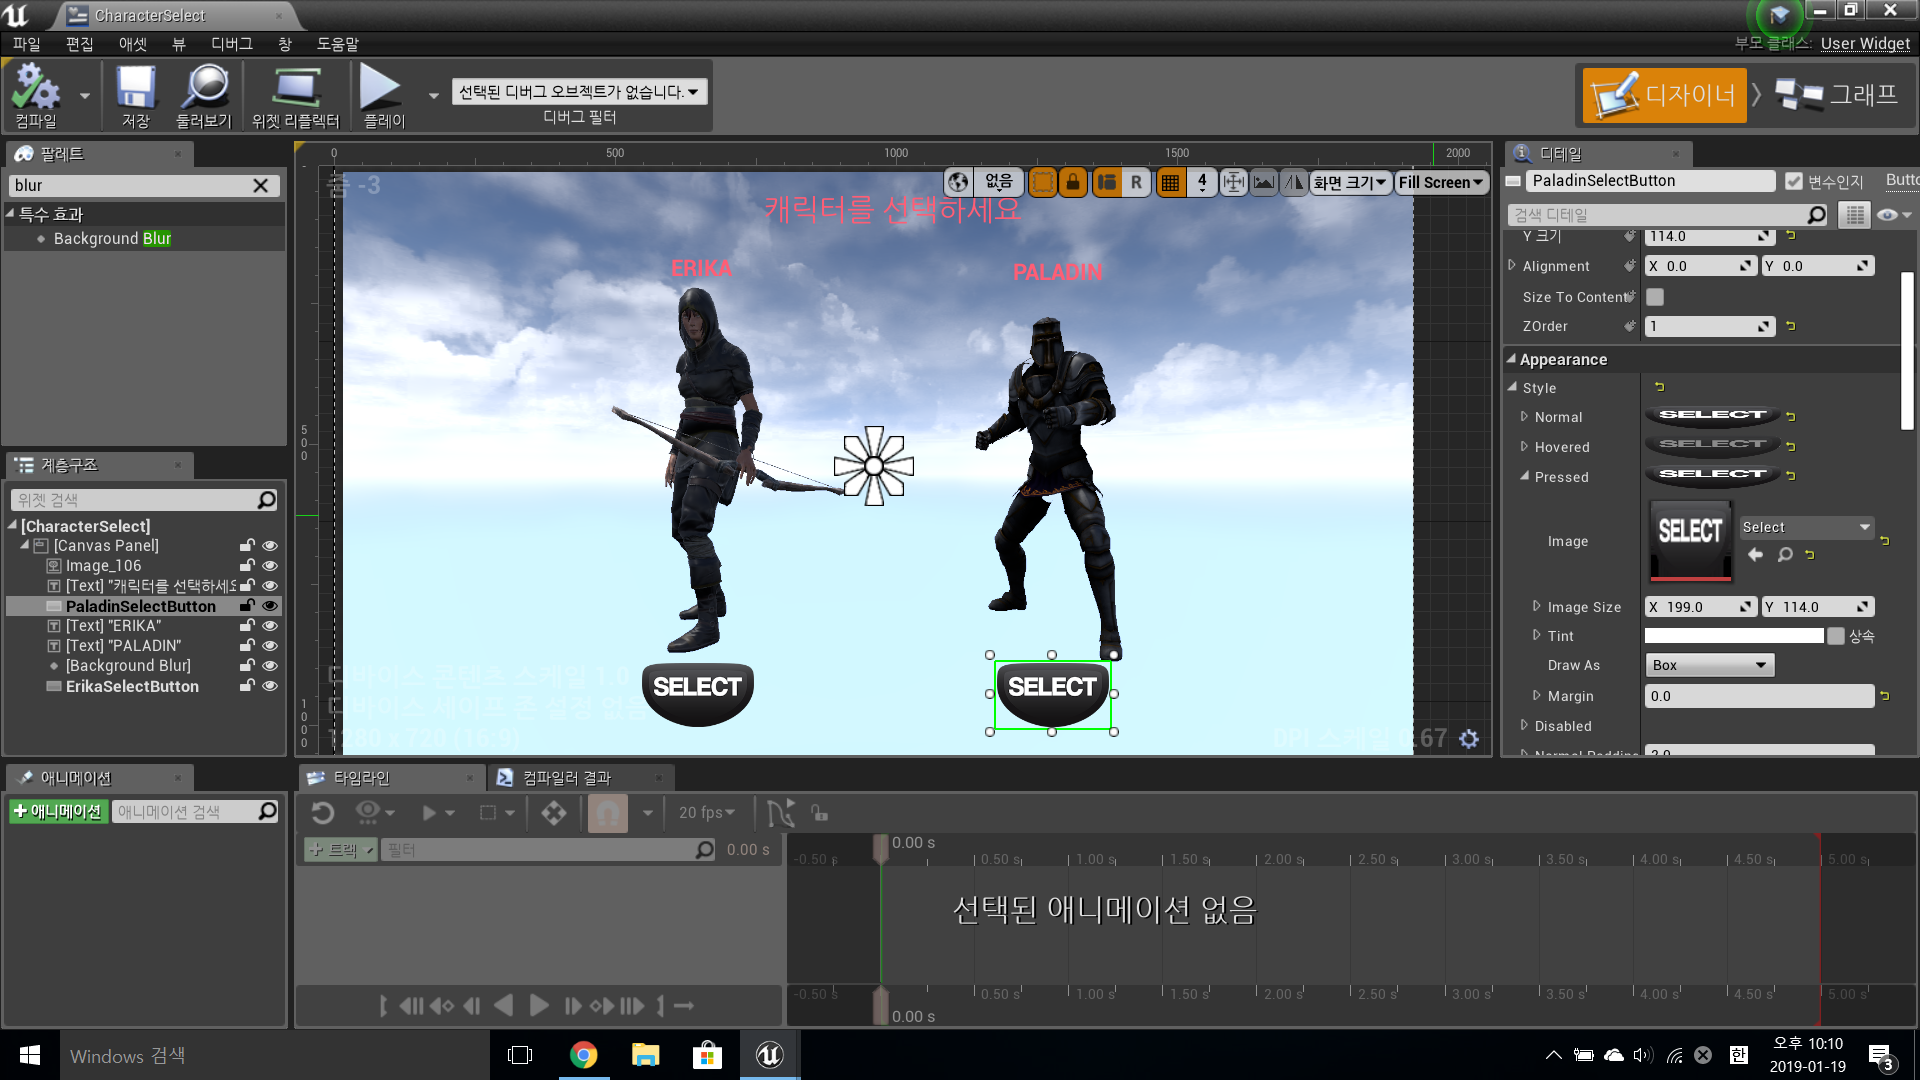 CharacterSelect
파일 편집 애셋 뷰 디버그 창 도움말
부모 클래스: User Widget
컴파일
저장
둘러보기
위젯 리플렉터
플레이
선택된 디버그 오브젝트가 없습니다.
디버그 필터
디자이너
그래프
팔레트
blur
특수 효과
Background Blur
계층구조
위젯 검색
[CharacterSelect]
[Canvas Panel]
Image_106
[Text] "캐릭터를 선택하세요
PaladinSelectButton
[Text] "ERIKA"
[Text] "PALADIN"
[Background Blur]
ErikaSelectButton
0 500 1000 1500 2000
줌 -3
없음
R
4
화면 크기
Fill Screen
캐릭터를 선택하세요
ERIKA
PALADIN
500
1000
SELECT
SELECT
디바이스 콘텐츠 스케일 1.0
디바이스 세이프 존 설정 없음
1280 x 720 (16:9)
DPI 스케일 0.67
디테일
PaladinSelectButton
변수인지
Butto
검색 디테일
Y 크기 114.0
Alignment X 0.0 Y 0.0
Size To Content
ZOrder 1
Appearance
Style
Normal SELECT
Hovered SELECT
Pressed SELECT
Image SELECT Select
Image Size X 199.0 Y 114.0
Tint 상속
Draw As Box
Margin 0.0
Disabled
Normal Padding 2.0
애니메이션
+애니메이션
애니메이션 검색
타임라인
컴파일러 결과
20 fps
+ 트랙
필터
0.00 s
0.00 s
-0.50 s 0.50 s 1.00 s 1.50 s 2.00 s 2.50 s 3.00 s 3.50 s 4.00 s 4.50 s 5.00 s
선택된 애니메이션 없음
-0.50 s 0.50 s 1.00 s 1.50 s 2.00 s 2.50 s 3.00 s 3.50 s 4.00 s 4.50 s 5.00 s
0.00 s
Windows 검색
한
오후 10:10
2019-01-19
3